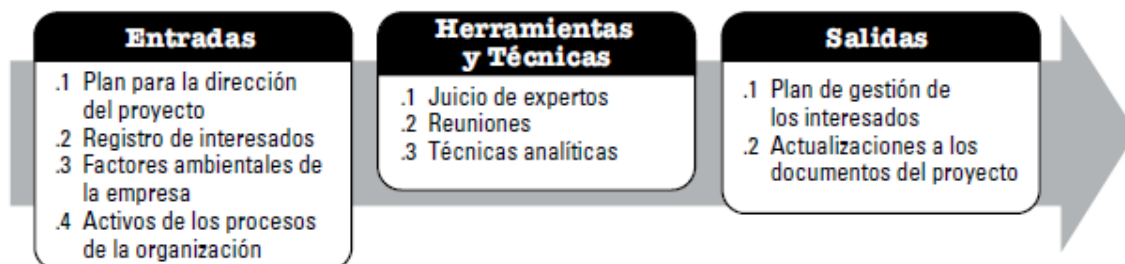 Entradas
.1 Plan para la dirección
del proyecto
.2 Registro de interesados
.3 Factores ambientales de
la empresa
.4 Activos de los procesos
de la organización
Herramientas
y Técnicas
.1 Juicio de expertos
.2 Reuniones
.3 Técnicas analíticas
Salidas
.1 Plan de gestión de
los interesados
.2 Actualizaciones a los
documentos del proyecto